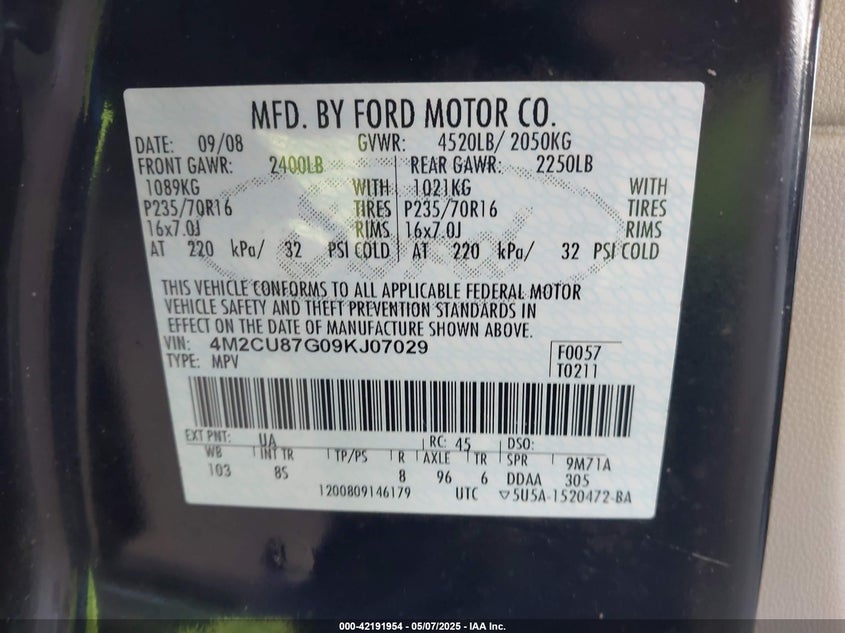 MFD. BY FORD MOTOR CO.
DATE: 09/08 GVWR: 4520LB/ 2050KG
FRONT GAWR: 2400LB REAR GAWR: 2250LB
1089KG WITH 1021KG WITH
P235/70R16 TIRES P235/70R16 TIRES
16x7.0J RIMS 16x7.0J RIMS
AT 220 kPa/ 32 PSI COLD AT 220 kPa/ 32 PSI COLD
THIS VEHICLE CONFORMS TO ALL APPLICABLE FEDERAL MOTOR
VEHICLE SAFETY AND THEFT PREVENTION STANDARDS IN
EFFECT ON THE DATE OF MANUFACTURE SHOWN ABOVE.
VIN: 4M2CU87G09KJ07029 F0057
TYPE: MPV T0211
EXT PNT: UA RC: 45 DSO:
WB INT TR TP/PS R AXLE TR SPR 9M71A
103 8S 8 96 6 DDAA 305
1200809146179 UTC ▽5U5A-1520472-BA
000-42191954 - 05/07/2025 - IAA Inc.